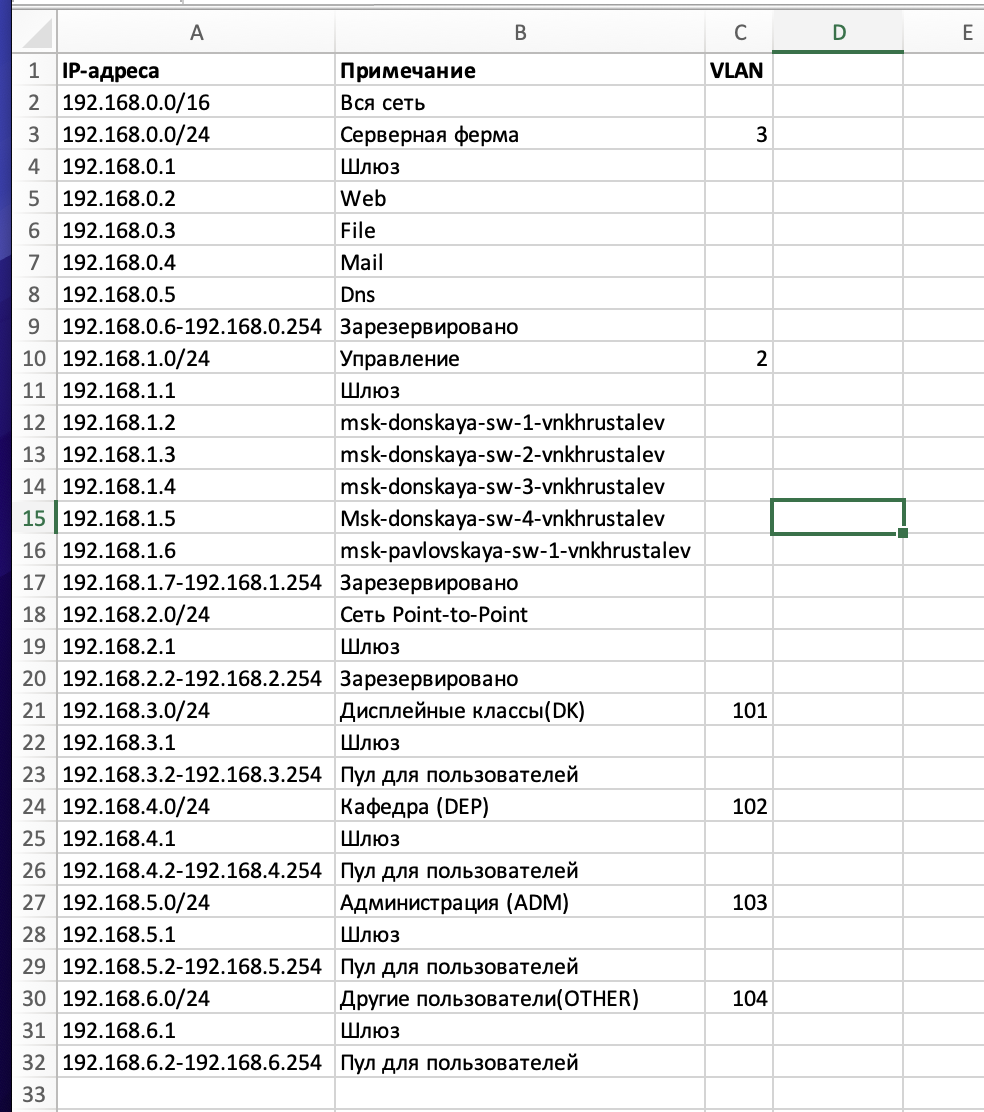 A B C D E
1 IP-адреса Примечание VLAN
2 192.168.0.0/16 Вся сеть
3 192.168.0.0/24 Серверная ферма 3
4 192.168.0.1 Шлюз
5 192.168.0.2 Web
6 192.168.0.3 File
7 192.168.0.4 Mail
8 192.168.0.5 Dns
9 192.168.0.6-192.168.0.254 Зарезервировано
10 192.168.1.0/24 Управление 2
11 192.168.1.1 Шлюз
12 192.168.1.2 msk-donskaya-sw-1-vnkhrustalev
13 192.168.1.3 msk-donskaya-sw-2-vnkhrustalev
14 192.168.1.4 msk-donskaya-sw-3-vnkhrustalev
15 192.168.1.5 Msk-donskaya-sw-4-vnkhrustalev
16 192.168.1.6 msk-pavlovskaya-sw-1-vnkhrustalev
17 192.168.1.7-192.168.1.254 Зарезервировано
18 192.168.2.0/24 Сеть Point-to-Point
19 192.168.2.1 Шлюз
20 192.168.2.2-192.168.2.254 Зарезервировано
21 192.168.3.0/24 Дисплейные классы(DK) 101
22 192.168.3.1 Шлюз
23 192.168.3.2-192.168.3.254 Пул для пользователей
24 192.168.4.0/24 Кафедра (DEP) 102
25 192.168.4.1 Шлюз
26 192.168.4.2-192.168.4.254 Пул для пользователей
27 192.168.5.0/24 Администрация (ADM) 103
28 192.168.5.1 Шлюз
29 192.168.5.2-192.168.5.254 Пул для пользователей
30 192.168.6.0/24 Другие пользователи(OTHER) 104
31 192.168.6.1 Шлюз
32 192.168.6.2-192.168.6.254 Пул для пользователей
33